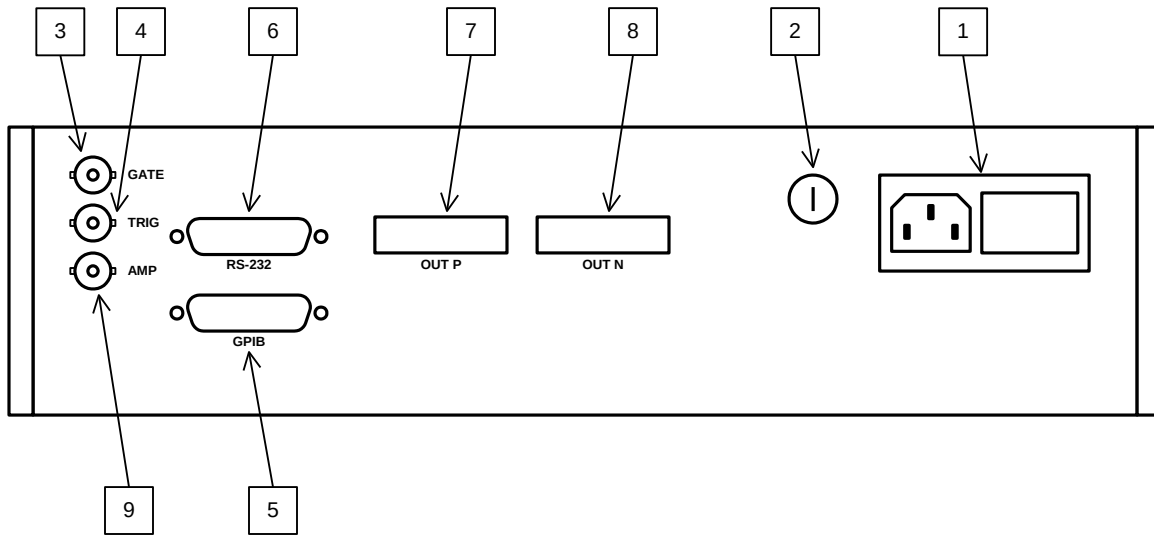 3 4 6 7 8 2 1
GATE
TRIG
AMP
RS-232
OUT P
OUT N
GPIB
9 5